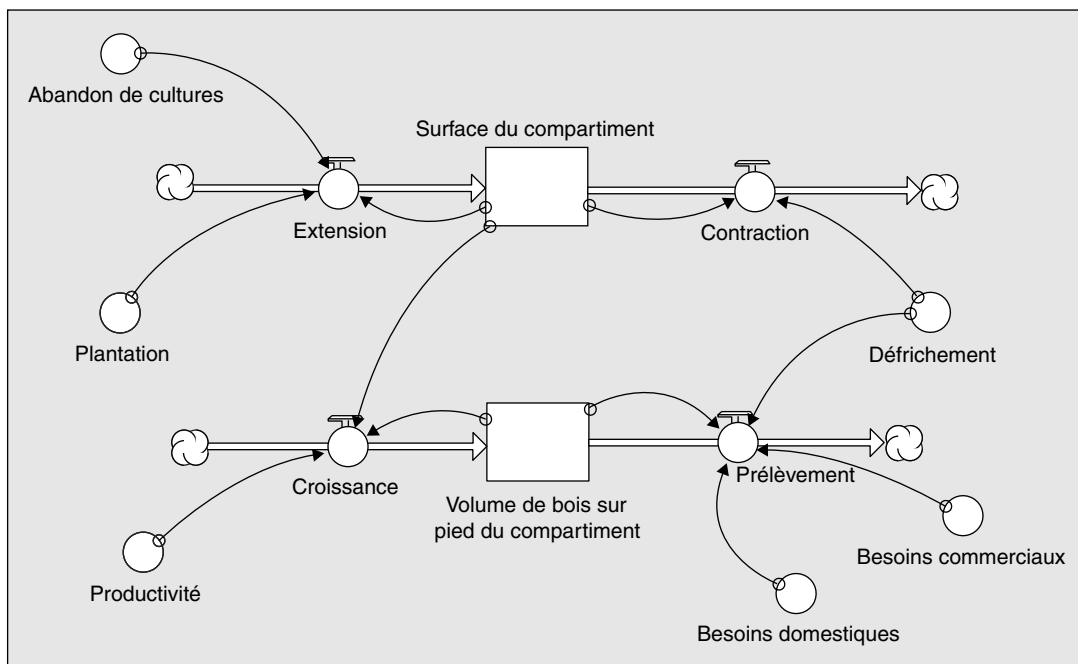 Abandon de cultures
Surface du compartiment
Extension
Contraction
Plantation
Défrichement
Croissance
Prélèvement
Volume de bois sur
pied du compartiment
Productivité
Besoins commerciaux
Besoins domestiques